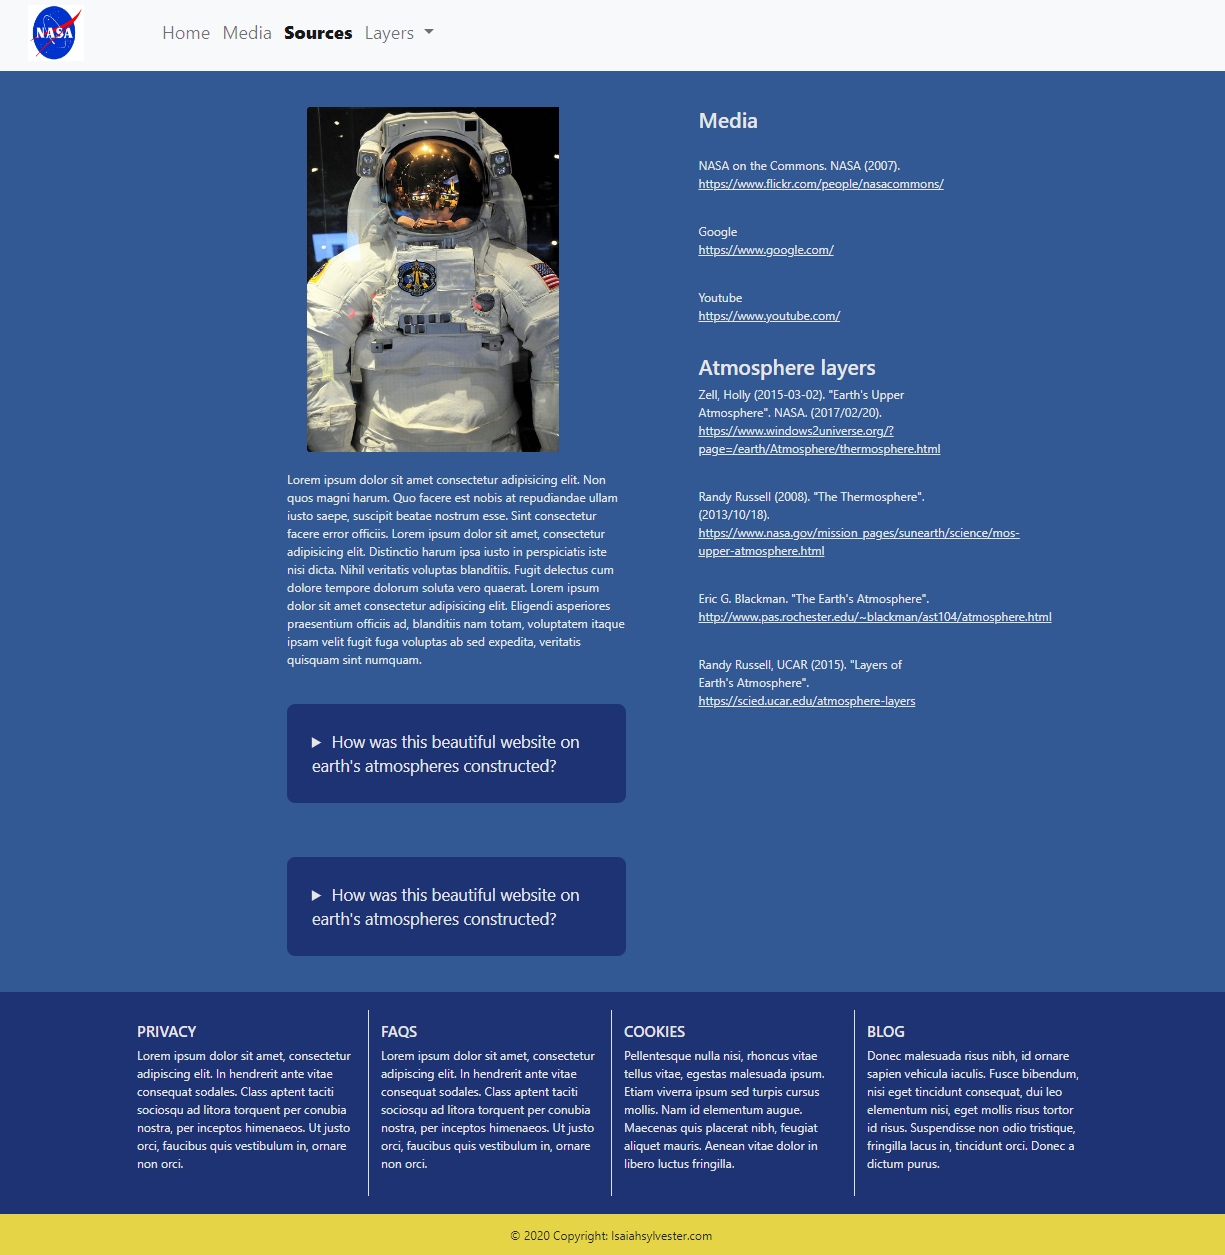 NASA
Home Media Sources Layers
Lorem ipsum dolor sit amet consectetur adipisicing elit. Non
quos magni harum. Quo facere est nobis at repudiandae ullam
iusto saepe, suscipit beatae nostrum esse. Sint consectetur
facere error officiis. Lorem ipsum dolor sit amet, consectetur
adipisicing elit. Distinctio harum ipsa iusto in perspiciatis iste
nisi dicta. Nihil veritatis voluptas blanditiis. Fugit delectus cum
dolore tempore dolorum soluta vero quaerat. Lorem ipsum
dolor sit amet consectetur adipisicing elit. Eligendi asperiores
praesentium officiis ad, blanditiis nam totam, voluptatem itaque
ipsam velit fugit fuga voluptas ab sed expedita, veritatis
quisquam sint numquam.
How was this beautiful website on
earth's atmospheres constructed?
How was this beautiful website on
earth's atmospheres constructed?
Media
NASA on the Commons. NASA (2007).
https://www.flickr.com/people/nasacommons/
Google
https://www.google.com/
Youtube
https://www.youtube.com/
Atmosphere layers
Zell, Holly (2015-03-02). "Earth's Upper
Atmosphere". NASA. (2017/02/20).
https://www.windows2universe.org/?
page=/earth/Atmosphere/thermosphere.html
Randy Russell (2008). "The Thermosphere".
(2013/10/18).
https://www.nasa.gov/mission_pages/sunearth/science/mos-
upper-atmosphere.html
Eric G. Blackman. "The Earth's Atmosphere".
http://www.pas.rochester.edu/~blackman/ast104/atmosphere.html
Randy Russell, UCAR (2015). "Layers of
Earth's Atmosphere".
https://scied.ucar.edu/atmosphere-layers
PRIVACY
Lorem ipsum dolor sit amet, consectetur
adipiscing elit. In hendrerit ante vitae
consequat sodales. Class aptent taciti
sociosqu ad litora torquent per conubia
nostra, per inceptos himenaeos. Ut justo
orci, faucibus quis vestibulum in, ornare
non orci.
FAQS
Lorem ipsum dolor sit amet, consectetur
adipiscing elit. In hendrerit ante vitae
consequat sodales. Class aptent taciti
sociosqu ad litora torquent per conubia
nostra, per inceptos himenaeos. Ut justo
orci, faucibus quis vestibulum in, ornare
non orci.
COOKIES
Pellentesque nulla nisi, rhoncus vitae
tellus vitae, egestas malesuada ipsum.
Etiam viverra ipsum sed turpis cursus
mollis. Nam id elementum augue.
Maecenas quis placerat nibh, feugiat
aliquet mauris. Aenean vitae dolor in
libero luctus fringilla.
BLOG
Donec malesuada risus nibh, id ornare
sapien vehicula iaculis. Fusce bibendum,
nisi eget tincidunt consequat, dui leo
elementum nisi, eget mollis risus tortor
id risus. Suspendisse non odio tristique,
fringilla lacus in, tincidunt orci. Donec a
dictum purus.
© 2020 Copyright: Isaiahsylvester.com